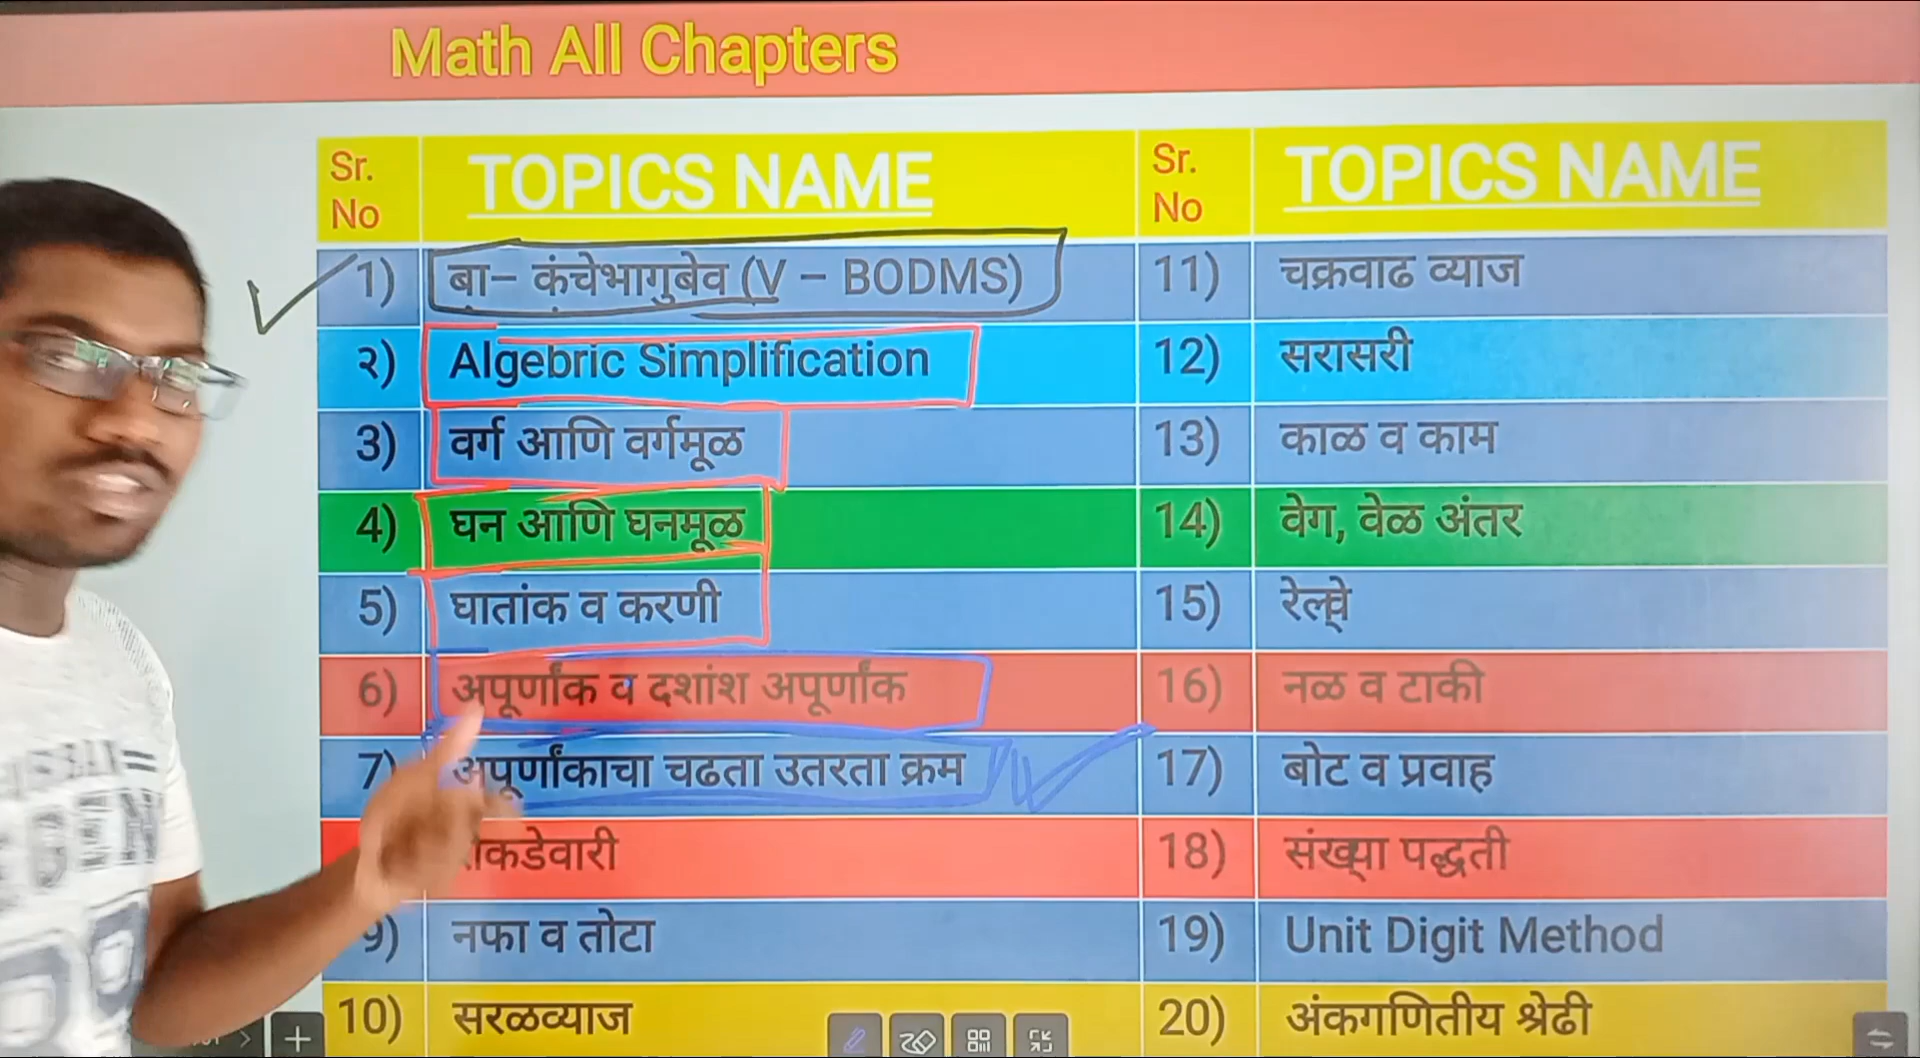 Math All Chapters
Sr. No TOPICS NAME Sr. No TOPICS NAME
1) बा– कंचेभागुबेव (V – BODMS) 11) चक्रवाढ व्याज
२) Algebric Simplification 12) सरासरी
3) वर्ग आणि वर्गमूळ 13) काळ व काम
4) घन आणि घनमूळ 14) वेग, वेळ अंतर
5) घातांक व करणी 15) रेल्वे
6) अपूर्णांक व दशांश अपूर्णांक 16) नळ व टाकी
7) अपूर्णांकाचा चढता उतरता क्रम 17) बोट व प्रवाह
18) संख्या पद्धती
9) नफा व तोटा 19) Unit Digit Method
10) सरळव्याज 20) अंकगणितीय श्रेढी